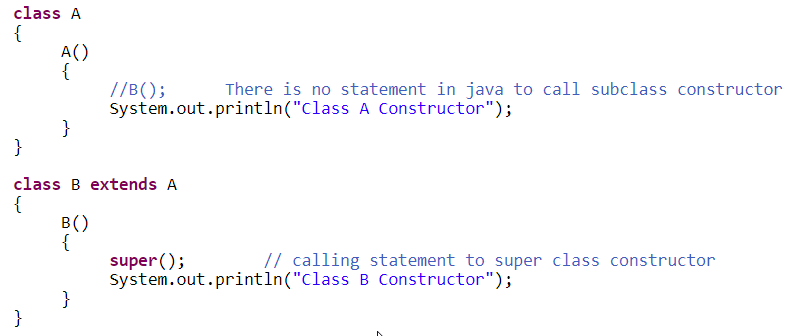 class A
{
A()
{
//B();      There is no statement in java to call subclass constructor
System.out.println("Class A Constructor");
}
}
class B extends A
{
B()
{
super();        // calling statement to super class constructor
System.out.println("Class B Constructor");
}
}